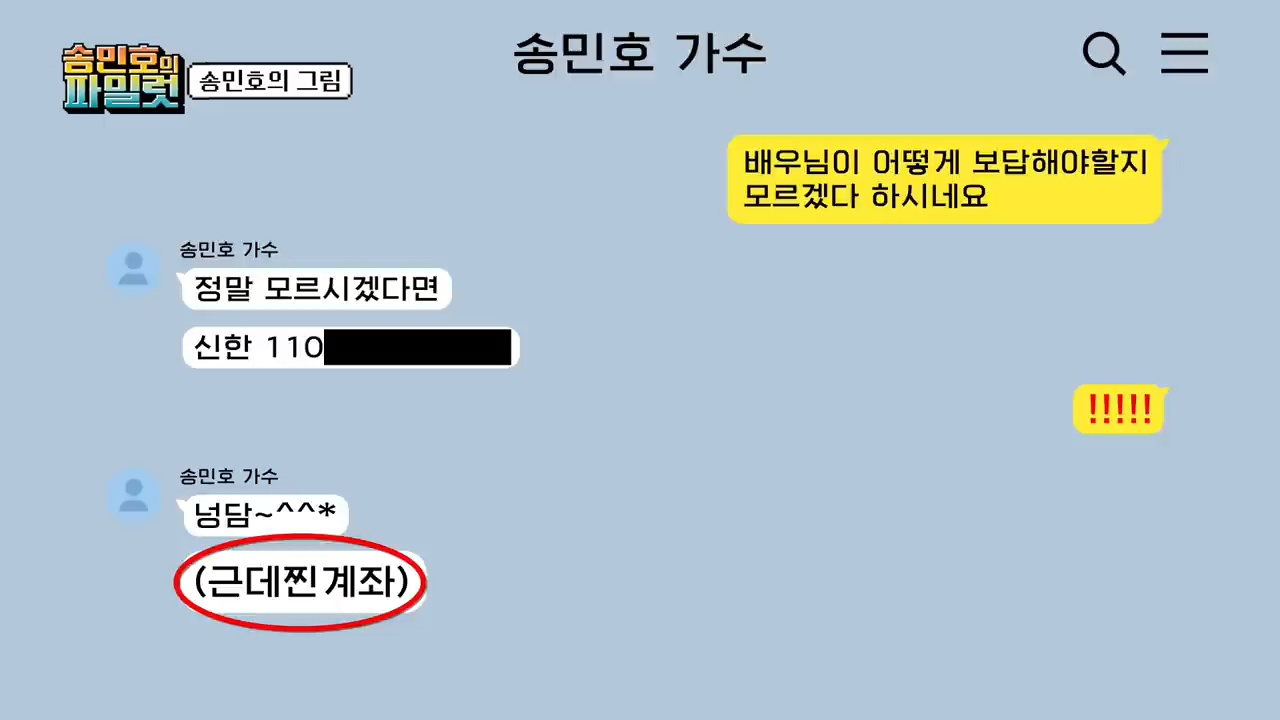 송민호의
파일럿
송민호의 그림
송민호 가수
배우님이 어떻게 보답해야할지
모르겠다 하시네요
송민호 가수
정말 모르시겠다면
신한 110
!!!!!
송민호 가수
넝담~^^*
(근데찐계좌)